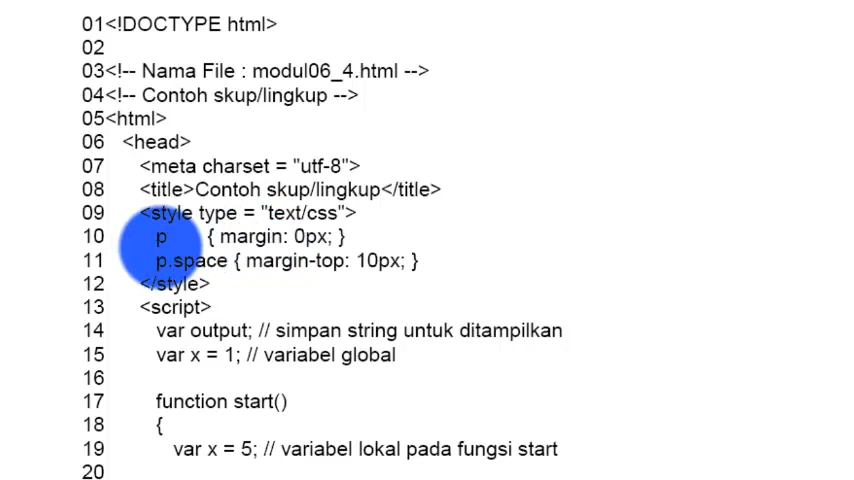 01<!DOCTYPE html>
02
03<!-- Nama File : modul06_4.html -->
04<!-- Contoh skup/lingkup -->
05<html>
06   <head>
07      <meta charset = "utf-8">
08      <title>Contoh skup/lingkup</title>
09      <style type = "text/css">
10         p       { margin: 0px; }
11         p.space { margin-top: 10px; }
12      </style>
13      <script>
14         var output; // simpan string untuk ditampilkan
15         var x = 1; // variabel global
16
17         function start()
18         {
19            var x = 5; // variabel lokal pada fungsi start
20